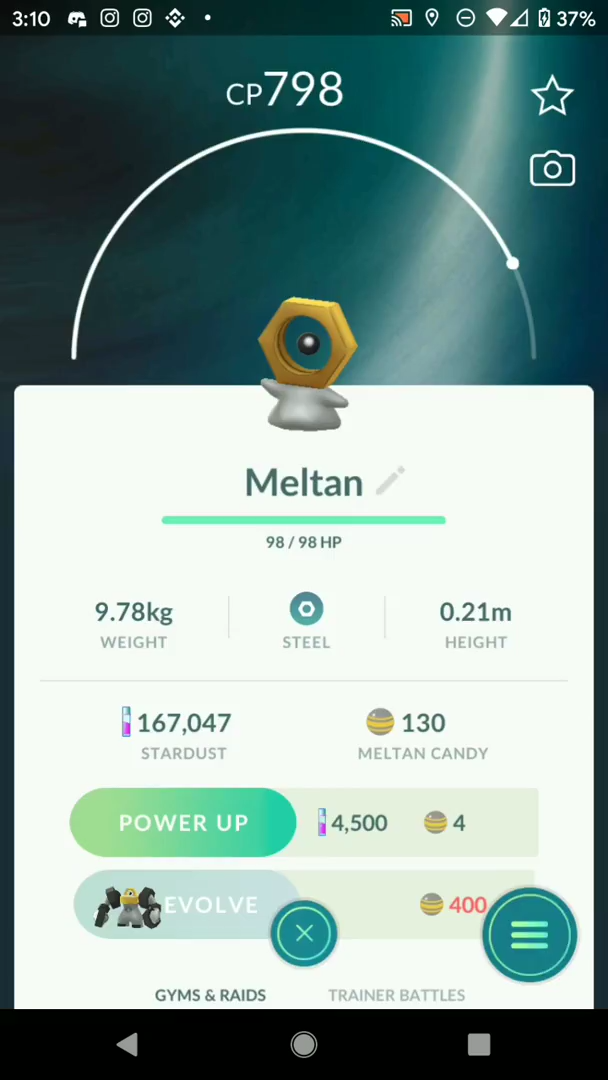 3:10
37%
CP798
Meltan
98 / 98 HP
9.78kg
0.21m
WEIGHT
STEEL
HEIGHT
167,047
130
STARDUST
MELTAN CANDY
POWER UP
4,500
4
EVOLVE
400
GYMS & RAIDS
TRAINER BATTLES